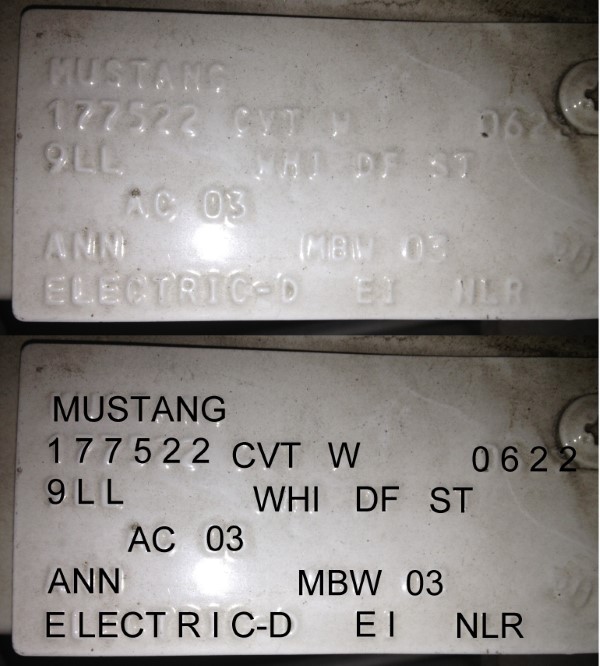 MUSTANG
177522 CVT W 062
9LL WHI DF ST
AC 03
ANN MBW 03
ELECTRIC-D EI NLR
MUSTANG
177522 CVT W 0622
9LL WHI DF ST
AC 03
ANN MBW 03
ELECTRIC-D EI NLR